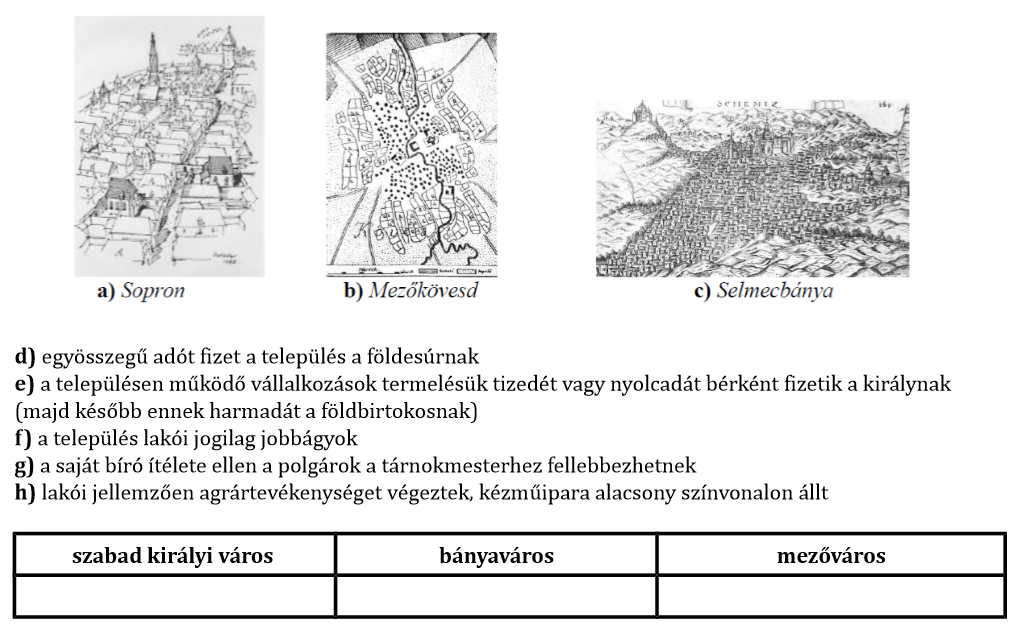 SCHEMIZ
a) Sopron
b) Mezőkövesd
c) Selmecbánya
d) egyösszegű adót fizet a település a földesúrnak
e) a településen működő vállalkozások termelésük tizedét vagy nyolcadát bérként fizetik a királynak
(majd később ennek harmadát a földbirtokosnak)
f) a település lakói jogilag jobbágyok
g) a saját bíró ítélete ellen a polgárok a tárnokmesterhez fellebbezhetnek
h) lakói jellemzően agrártevékenységet végeztek, kézműipara alacsony színvonalon állt
szabad királyi város bányaváros mezőváros